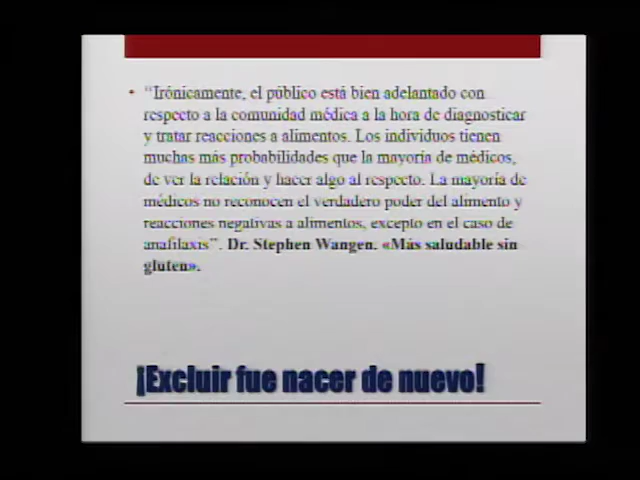 • “Irónicamente, el público está bien adelantado con
respecto a la comunidad médica a la hora de diagnosticar
y tratar reacciones a alimentos. Los individuos tienen
muchas más probabilidades que la mayoría de médicos,
de ver la relación y hacer algo al respecto. La mayoría de
médicos no reconocen el verdadero poder del alimento y
reacciones negativas a alimentos, excepto en el caso de
anafilaxis”. Dr. Stephen Wangen. «Más saludable sin
gluten».
¡Excluir fue nacer de nuevo!